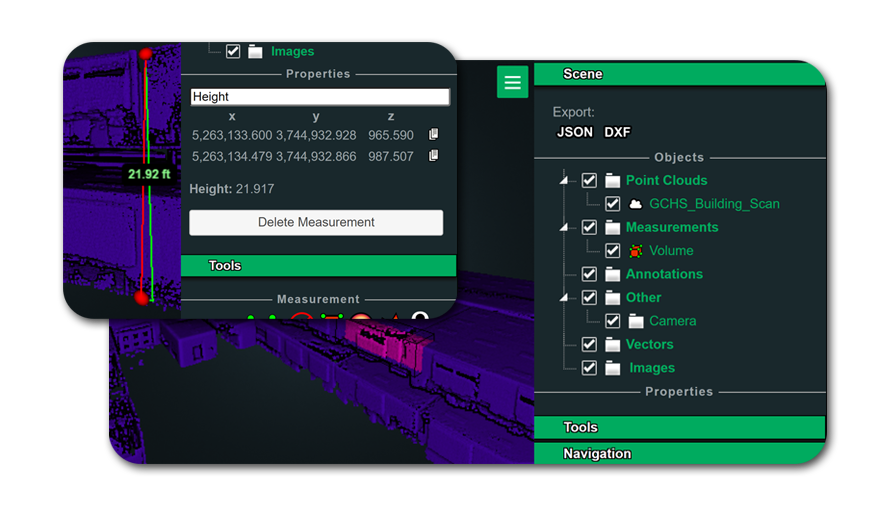 Images
Properties
Height
x y z
5,263,133.600 3,744,932.928 965.590
5,263,134.479 3,744,932.866 987.507
21.92 ft
Height: 21.917
Delete Measurement
Tools
Measurement
Scene
Export:
JSON DXF
Objects
Point Clouds
GCHS_Building_Scan
Measurements
Volume
Annotations
Other
Camera
Vectors
Images
Properties
Tools
Navigation